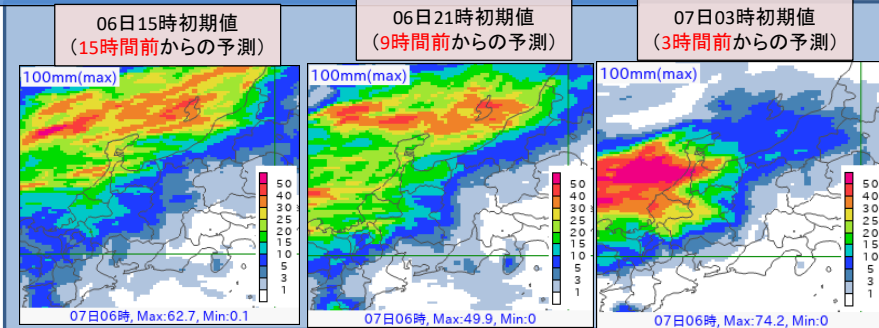 06日15時初期値
（15時間前からの予測）
06日21時初期値
（9時間前からの予測）
07日03時初期値
（3時間前からの予測）
100mm(max)
50
40
30
25
20
15
10
5
3
1
07日06時, Max:62.7, Min:0.1
100mm(max)
50
40
30
25
20
15
10
5
3
1
07日06時, Max:49.9, Min:0
100mm(max)
50
40
30
25
20
15
10
5
3
1
07日06時, Max:74.2, Min:0